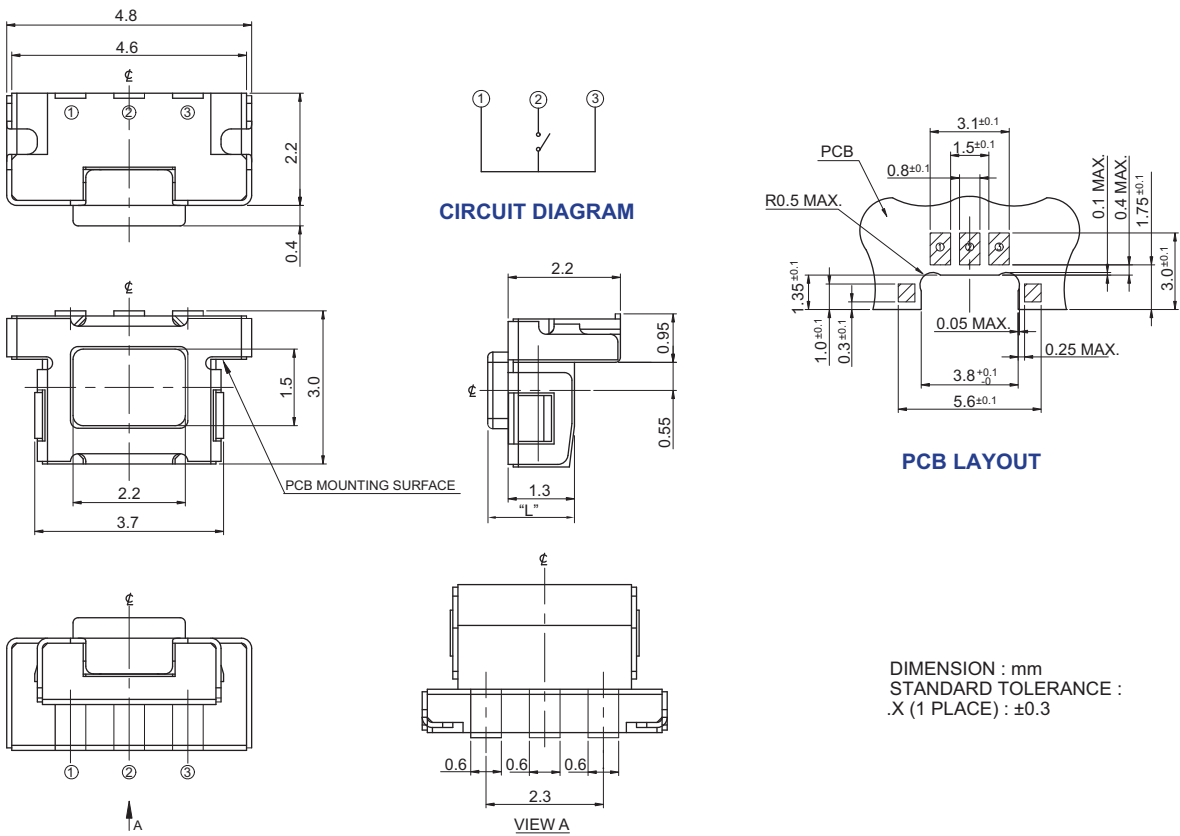 4.8
4.6
℄
① ② ③
2.2
0.4
① ② ③
CIRCUIT DIAGRAM
3.1±0.1
1.5±0.1
PCB
0.8±0.1
R0.5 MAX.
0.1 MAX.
0.4 MAX.
1.75±0.1
3.0±0.1
① ② ③
1.35±0.1
1.0±0.1
0.3±0.1
0.05 MAX.
0.25 MAX.
3.8 +0.1 -0
5.6±0.1
PCB LAYOUT
℄
1.5
3.0
PCB MOUNTING SURFACE
2.2
3.7
2.2
0.95
℄
0.55
1.3
“L”
℄
① ② ③
A
℄
0.6 0.6 0.6
2.3
VIEW A
DIMENSION : mm
STANDARD TOLERANCE :
.X (1 PLACE) : ±0.3